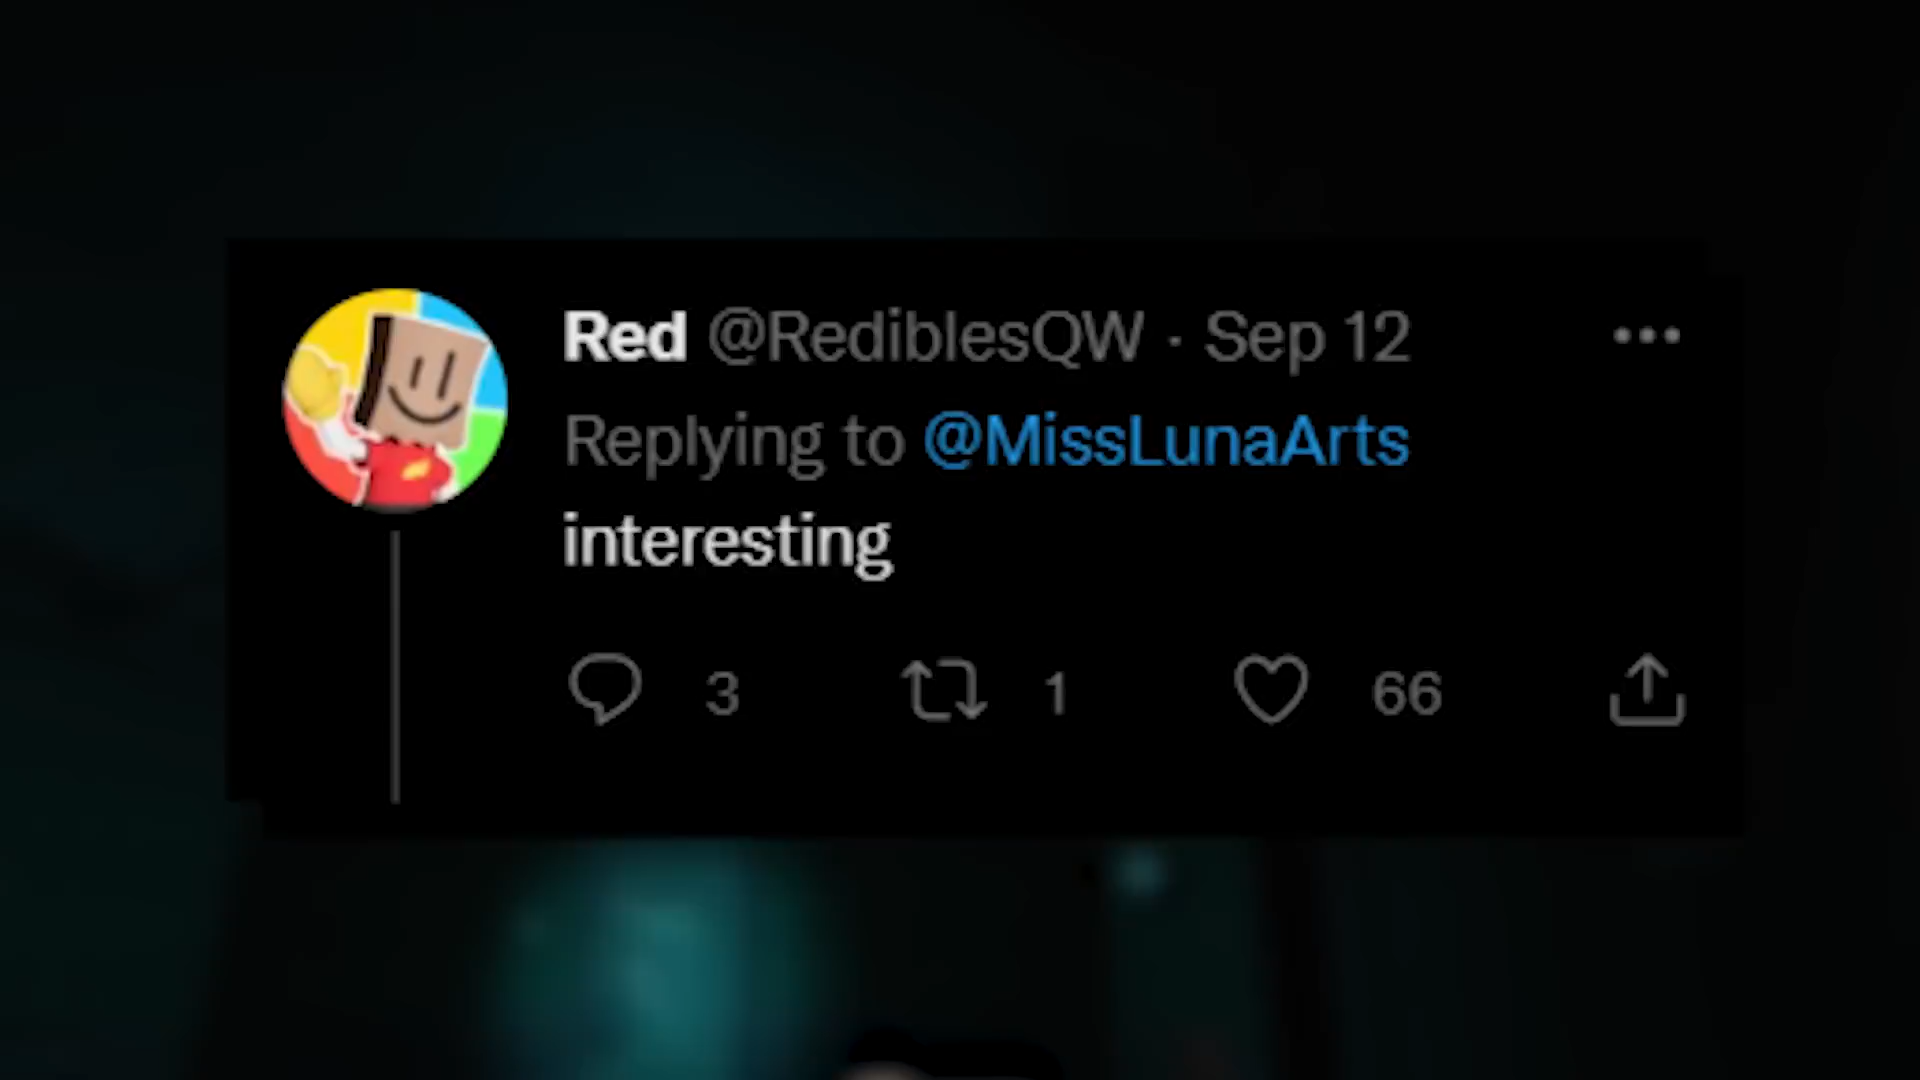 Red @RediblesQW · Sep 12
Replying to @MissLunaArts
interesting
3 1 66